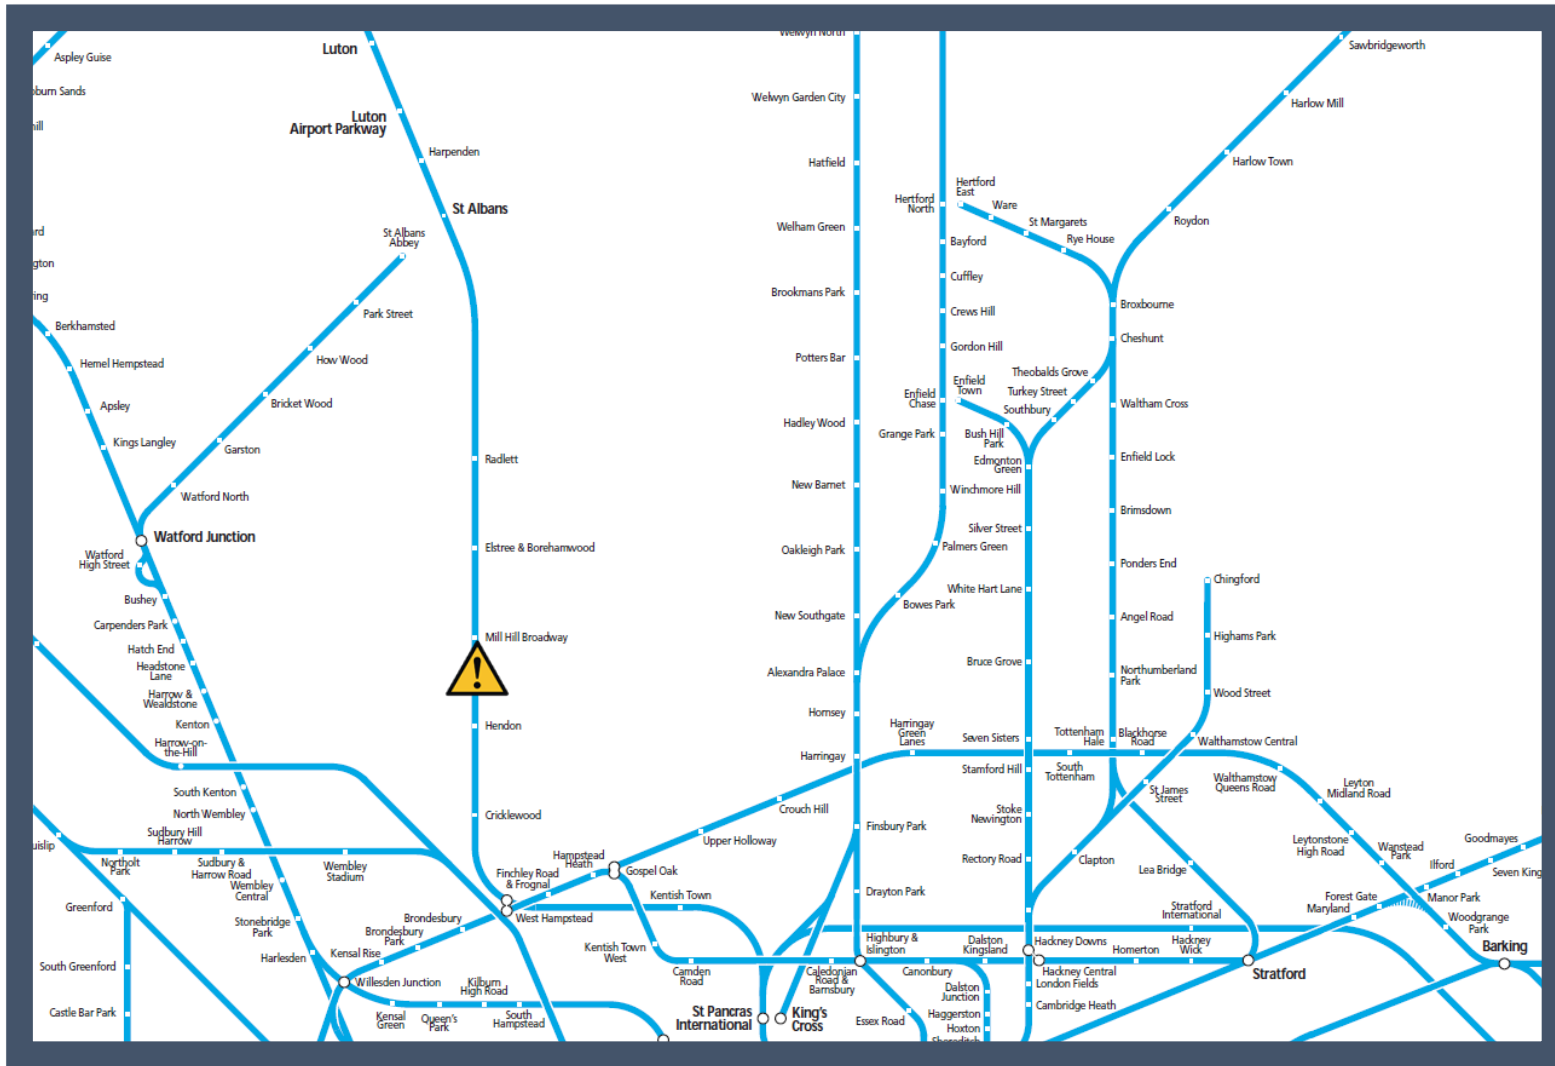 Welwyn North
Luton
Sawbridgeworth
Aspley Guise
oburn Sands
Welwyn Garden City
Harlow Mill
Luton
Airport Parkway
Harpenden
Hatfield
Harlow Town
Hertford
East
Hertford
North
Ware
St Albans
St Margarets
Roydon
Welham Green
St Albans
Abbey
Bayford
Rye House
Cuffley
Brookmans Park
Broxbourne
Park Street
Crews Hill
Berkhamsted
Cheshunt
Gordon Hill
How Wood
Potters Bar
Hemel Hempstead
Theobalds Grove
Enfield
Town
Turkey Street
Enfield
Chase
Southbury
Waltham Cross
Bricket Wood
Apsley
Hadley Wood
Grange Park
Bush Hill
Park
Kings Langley
Garston
Radlett
Edmonton
Green
Enfield Lock
New Barnet
Winchmore Hill
Watford North
Brimsdown
Silver Street
Watford Junction
Elstree & Borehamwood
Oakleigh Park
Palmers Green
Watford
High Street
Ponders End
Chingford
White Hart Lane
Bushey
Bowes Park
New Southgate
Angel Road
Carpenders Park
Mill Hill Broadway
Higham's Park
Hatch End
Headstone
Lane
Bruce Grove
Alexandra Palace
Northumberland
Park
Harrow &
Wealdstone
Wood Street
Hornsey
Kenton
Hendon
Harringay
Green
Lanes
Seven Sisters
Tottenham
Hale
Blackhorse
Road
Walthamstow Central
Harrow-on-
the-Hill
Harringay
Stamford Hill
South
Tottenham
Walthamstow
Queens Road
Leyton
Midland Road
South Kenton
St James
Street
North Wembley
Cricklewood
Crouch Hill
Stoke
Newington
Finsbury Park
Sudbury Hill
Harrow
Upper Holloway
uislip
Leytonstone
High Road
Goodmayes
Wanstead
Park
Northolt
Park
Sudbury &
Harrow Road
Wembley
Stadium
Hampstead
Heath
Gospel Oak
Rectory Road
Clapton
Lea Bridge
Ilford
Seven King
Finchley Road
& Frognal
Wembley
Central
Kentish Town
Drayton Park
Forest Gate
Manor Park
Maryland
Greenford
Stratford
International
West Hampstead
Brondesbury
Stonebridge
Park
Woodgrange
Park
Brondesbury
Park
Highbury &
Islington
Dalston
Kingsland
Hackney Downs
Hackney
Wick
Homerton
Barking
Kensal Rise
Kentish Town
West
Harlesden
South Greenford
Camden
Road
Caledonian
Road &
Barnsbury
Canonbury
Hackney Central
Stratford
Willesden Junction
Kilburn
High Road
London Fields
Dalston
Junction
Cambridge Heath
Castle Bar Park
Kensal
Green
Queen's
Park
South
Hampstead
St Pancras
International
King's
Cross
Essex Road
Haggerston
Hoxton